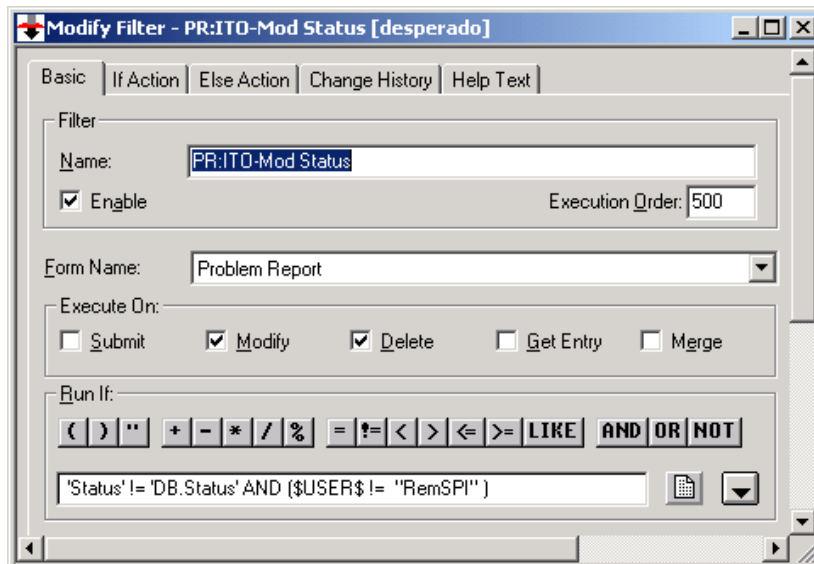 Modify Filter - PR:ITO-Mod Status [desperado]
Basic If Action Else Action Change History Help Text
Filter
Name: PR:ITO-Mod Status
Enable Execution Order: 500
Form Name: Problem Report
Execute On:
Submit Modify Delete Get Entry Merge
Run If:
( ) " + - * / % = != < > <= >= LIKE AND OR NOT
'Status' != 'DB.Status' AND ($USER$ != "RemSPI" )